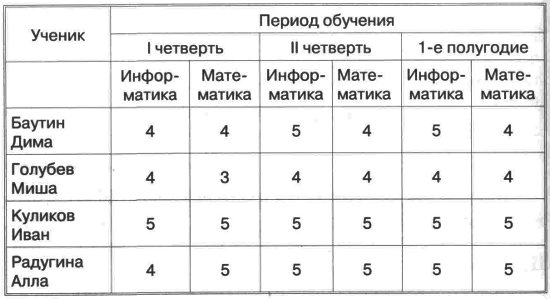 Ученик
Период обучения
I четверть II четверть 1-е полугодие
Инфор- Мате- Инфор- Мате- Инфор- Мате-
матика матика матика матика матика матика
Баутин
Дима 4 4 5 4 5 4
Голубев
Миша 4 3 4 4 4 4
Куликов
Иван 5 5 5 5 5 5
Радугина
Алла 4 5 5 5 5 5